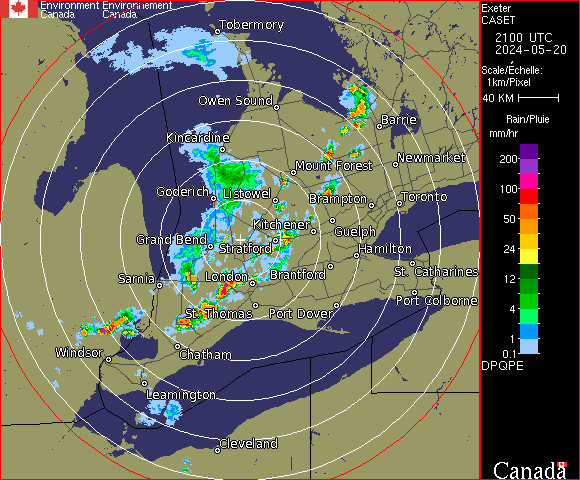 Environment Environnement
Canada Canada
Tobermory
Owen Sound
Barrie
Kincardine
Mount Forest
Newmarket
Goderich
Listowel
Brampton
Toronto
Kitchener
Guelph
Grand Bend
Stratford
Hamilton
Sarnia
London
Brantford
St. Catharines
St. Thomas
Port Dover
Port Colborne
Windsor
Chatham
Leamington
Cleveland
Exeter
CASET
2100 UTC
2024-05-20
Scale/Échelle:
1km/Pixel
40 KM
Rain/Pluie
mm/hr
200
100
50
24
12
4
1
0.1
DPQPE
Canada